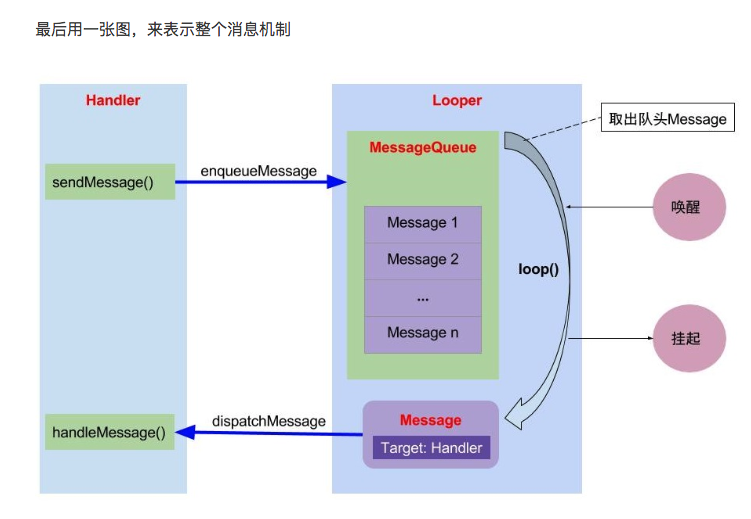 最后用一张图，来表示整个消息机制
Handler
Looper
取出队头Message
MessageQueue
enqueueMessage
sendMessage()
唤醒
Message 1
Message 2
loop()
...
Message n
挂起
dispatchMessage
Message
handleMessage()
Target: Handler